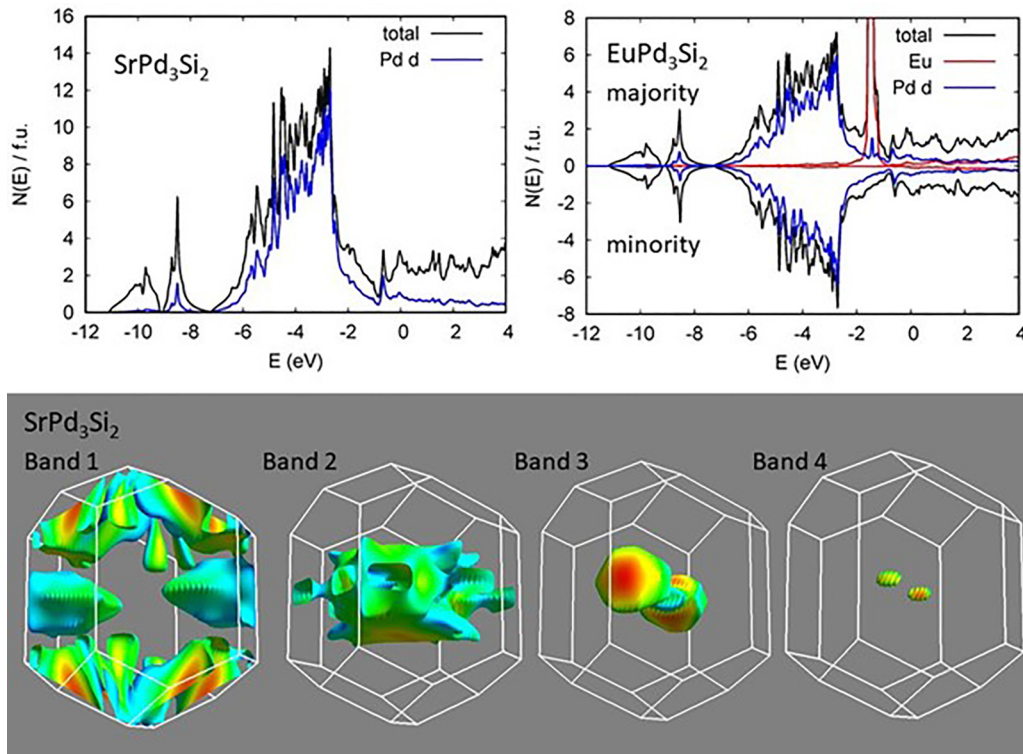 16
14
12
10
8
6
4
2
0
N(E) / f.u.
SrPd₃Si₂
total
Pd d
-12 -10 -8 -6 -4 -2 0 2 4
E (eV)
8
6
4
2
0
-2
-4
-6
-8
N(E) / f.u.
EuPd₃Si₂
majority
minority
total
Eu
Pd d
-12 -10 -8 -6 -4 -2 0 2 4
E (eV)
SrPd₃Si₂
Band 1 Band 2 Band 3 Band 4